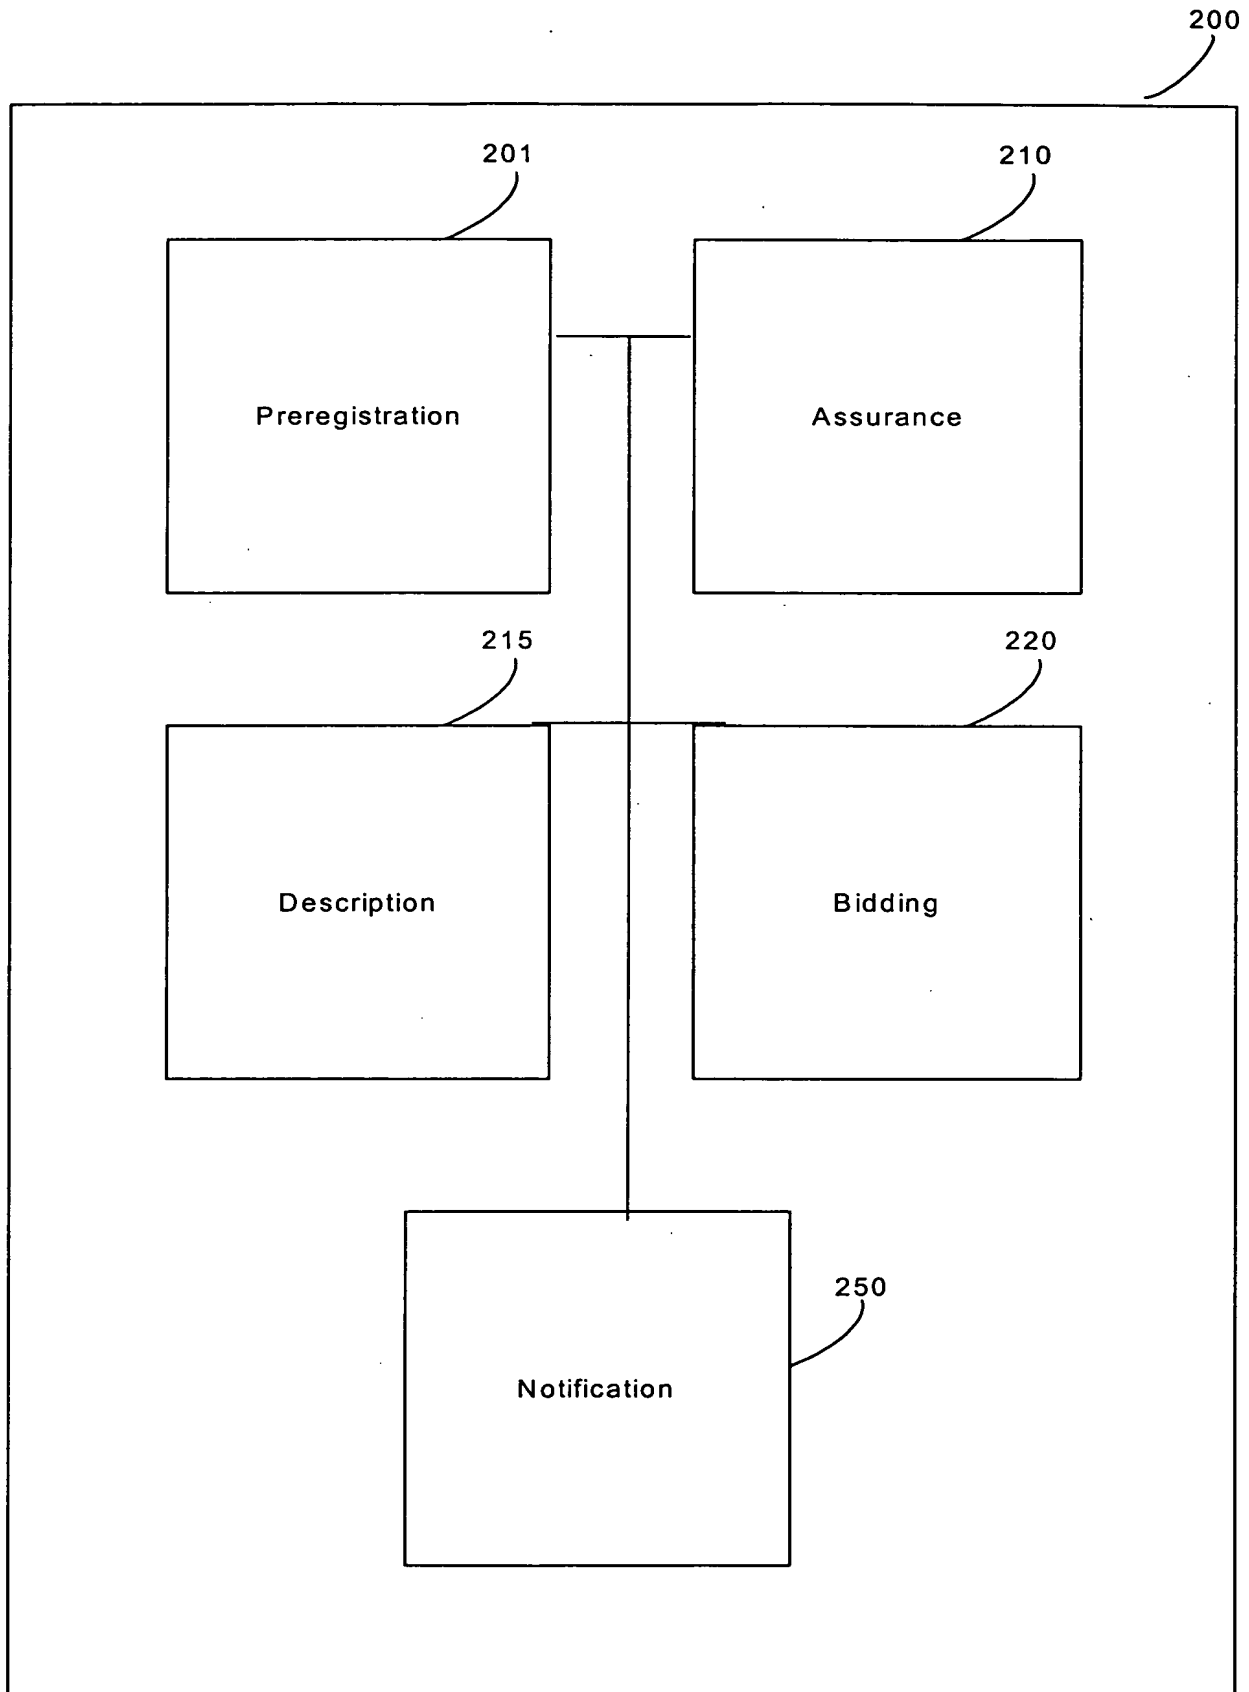 200
201
210
Preregistration
Assurance
215
220
Description
Bidding
250
Notification